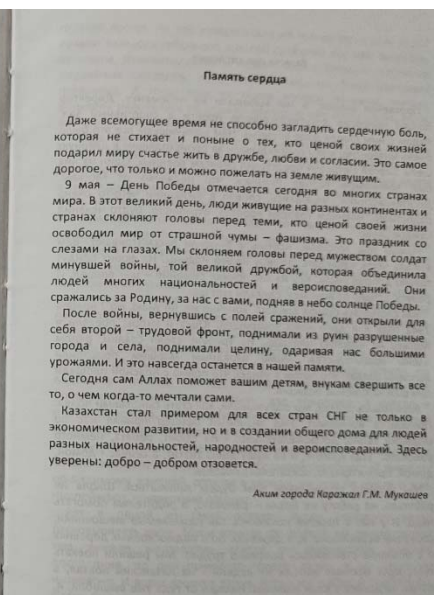 Память сердца
Даже всемогущее время не способно загладить сердечную боль,
которая не стихает и поныне о тех, кто ценой своих жизней
подарил миру счастье жить в дружбе, любви и согласии. Это самое
дорогое, что только и можно пожелать на земле живущим.
9 мая – День Победы отмечается сегодня во многих странах
мира. В этот великий день, люди живущие на разных континентах и
странах склоняют головы перед теми, кто ценой своей жизни
освободил мир от страшной чумы – фашизма. Это праздник со
слезами на глазах. Мы склоняем головы перед мужеством солдат
минувшей войны, той великой дружбой, которая объединила
людей многих национальностей и вероисповеданий. Они
сражались за Родину, за нас с вами, подняв в небо солнце Победы.
После войны, вернувшись с полей сражений, они открыли для
себя второй – трудовой фронт, поднимали из руин разрушенные
города и села, поднимали целину, одаривая нас большими
урожаями. И это навсегда останется в нашей памяти.
Сегодня сам Аллах поможет вашим детям, внукам свершить все
то, о чем когда-то мечтали сами.
Казахстан стал примером для всех стран СНГ не только в
экономическом развитии, но и в создании общего дома для людей
разных национальностей, народностей и вероисповеданий. Здесь
уверены: добро – добром отзовется.
Аким города Каражал Г.М. Мукашев